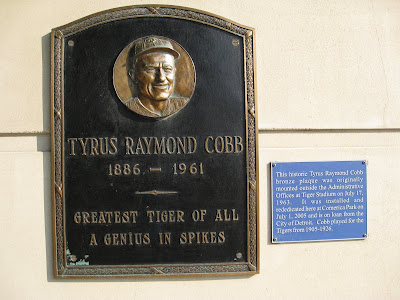 TYRUS RAYMOND COBB
1886 – 1961
GREATEST TIGER OF ALL
A GENIUS IN SPIKES
This historic Tyrus Raymond Cobb
bronze plaque was originally
mounted outside the Administrative
Offices at Tiger Stadium on July 17,
1963. It was installed and
rededicated here at Comerica Park on
July 1, 2005 and is on loan from the
City of Detroit. Cobb played for the
Tigers from 1905-1926.